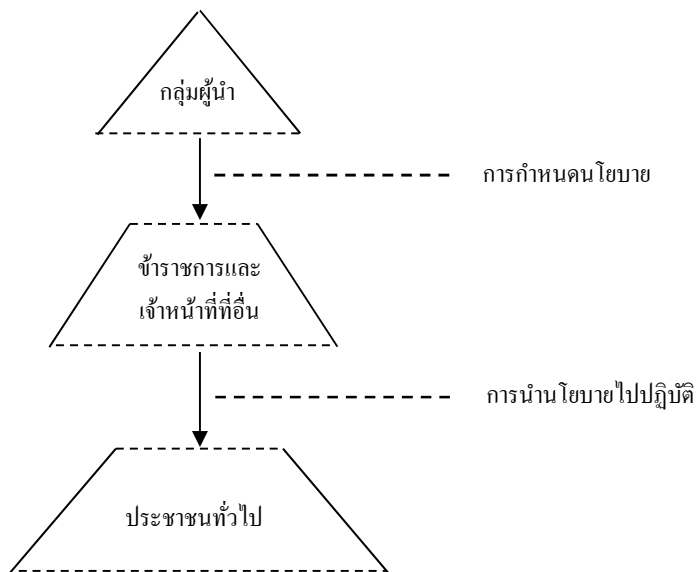 กลุ่มผู้นำ
การกำหนดนโยบาย
ข้าราชการและ
เจ้าหน้าที่ที่อื่น
การนำนโยบายไปปฏิบัติ
ประชาชนทั่วไป